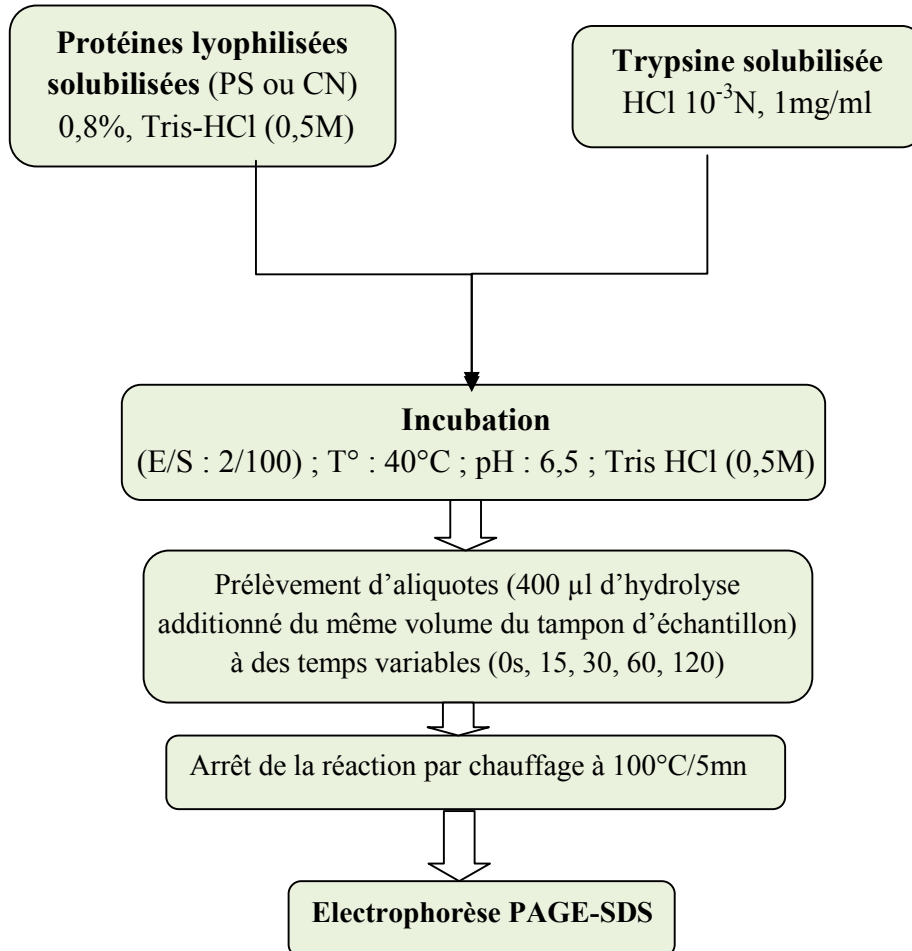 Protéines lyophilisées
solubilisées (PS ou CN)
0,8%, Tris-HCl (0,5M)
Trypsine solubilisée
HCl 10⁻³N, 1mg/ml
Incubation
(E/S : 2/100) ; T° : 40°C ; pH : 6,5 ; Tris HCl (0,5M)
Prélèvement d’aliquotes (400 µl d’hydrolyse
additionné du même volume du tampon d’échantillon)
à des temps variables (0s, 15, 30, 60, 120)
Arrêt de la réaction par chauffage à 100°C/5mn
Electrophorèse PAGE-SDS